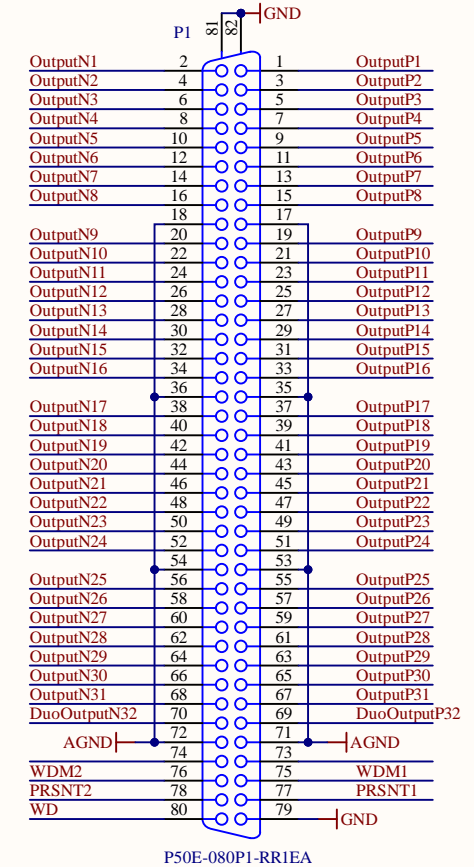 81 82 GND
P1
OutputN1 2 1 OutputP1
OutputN2 4 3 OutputP2
OutputN3 6 5 OutputP3
OutputN4 8 7 OutputP4
OutputN5 10 9 OutputP5
OutputN6 12 11 OutputP6
OutputN7 14 13 OutputP7
OutputN8 16 15 OutputP8
18 17
OutputN9 20 19 OutputP9
OutputN10 22 21 OutputP10
OutputN11 24 23 OutputP11
OutputN12 26 25 OutputP12
OutputN13 28 27 OutputP13
OutputN14 30 29 OutputP14
OutputN15 32 31 OutputP15
OutputN16 34 33 OutputP16
36 35
OutputN17 38 37 OutputP17
OutputN18 40 39 OutputP18
OutputN19 42 41 OutputP19
OutputN20 44 43 OutputP20
OutputN21 46 45 OutputP21
OutputN22 48 47 OutputP22
OutputN23 50 49 OutputP23
OutputN24 52 51 OutputP24
54 53
OutputN25 56 55 OutputP25
OutputN26 58 57 OutputP26
OutputN27 60 59 OutputP27
OutputN28 62 61 OutputP28
OutputN29 64 63 OutputP29
OutputN30 66 65 OutputP30
OutputN31 68 67 OutputP31
DuoOutputN32 70 69 DuoOutputP32
AGND 72 71 AGND
74 73
WDM2 76 75 WDM1
PRSNT2 78 77 PRSNT1
WD 80 79 GND
P50E-080P1-RR1EA